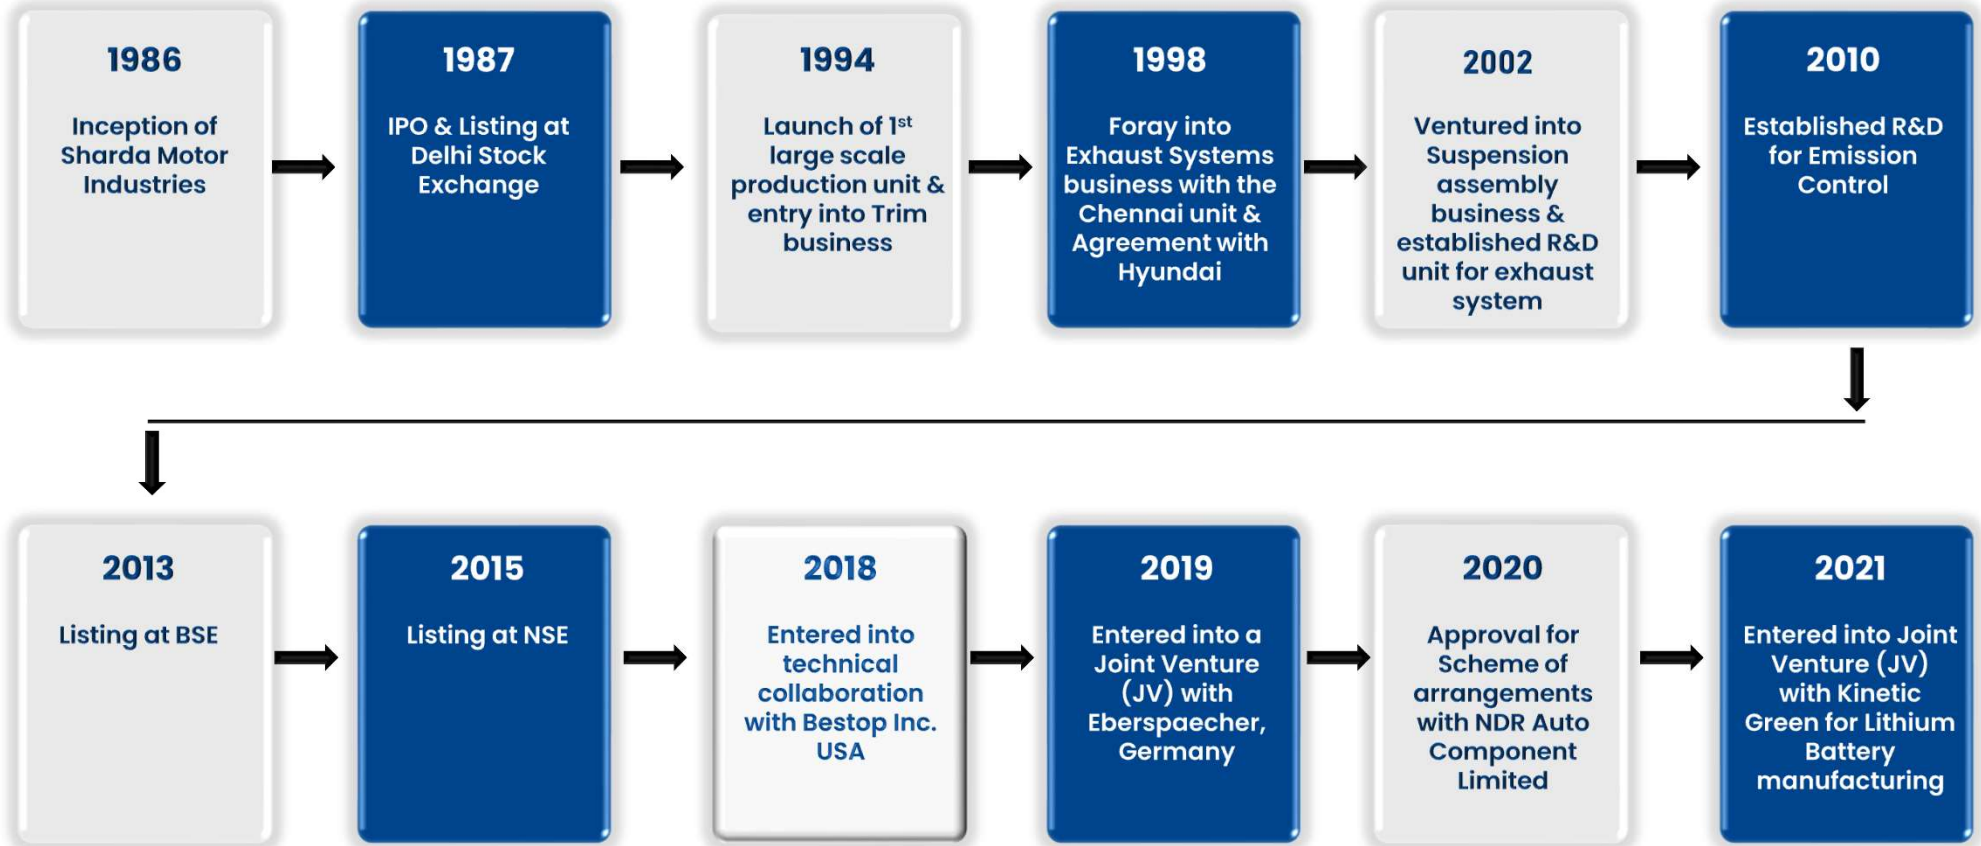 1986
Inception of
Sharda Motor
Industries
1987
IPO & Listing at
Delhi Stock
Exchange
1994
Launch of 1st
large scale
production unit &
entry into Trim
business
1998
Foray into
Exhaust Systems
business with the
Chennai unit &
Agreement with
Hyundai
2002
Ventured into
Suspension
assembly
business &
established R&D
unit for exhaust
system
2010
Established R&D
for Emission
Control
2013
Listing at BSE
2015
Listing at NSE
2018
Entered into
technical
collaboration
with Bestop Inc.
USA
2019
Entered into a
Joint Venture
(JV) with
Eberspaecher,
Germany
2020
Approval for
Scheme of
arrangements
with NDR Auto
Component
Limited
2021
Entered into Joint
Venture (JV)
with Kinetic
Green for Lithium
Battery
manufacturing